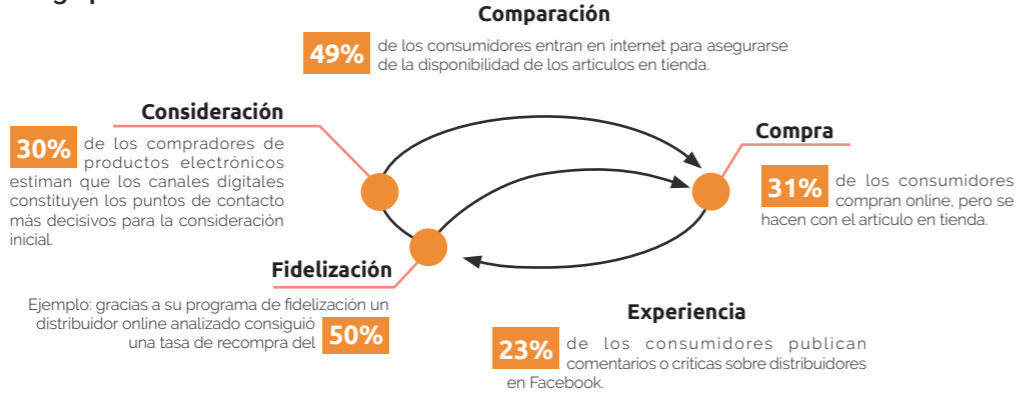 Comparación
49% de los consumidores entran en internet para asegurarse
de la disponibilidad de los artículos en tienda.
Consideración
30% de los compradores de
productos electrónicos
estiman que los canales digitales
constituyen los puntos de contacto
más decisivos para la consideración
inicial.
Compra
31% de los consumidores
compran online, pero se
hacen con el artículo en tienda.
Fidelización
Ejemplo: gracias a su programa de fidelización un
distribuidor online analizado consiguió
una tasa de recompra del 50%
Experiencia
23% de los consumidores publican
comentarios o críticas sobre distribuidores
en Facebook.